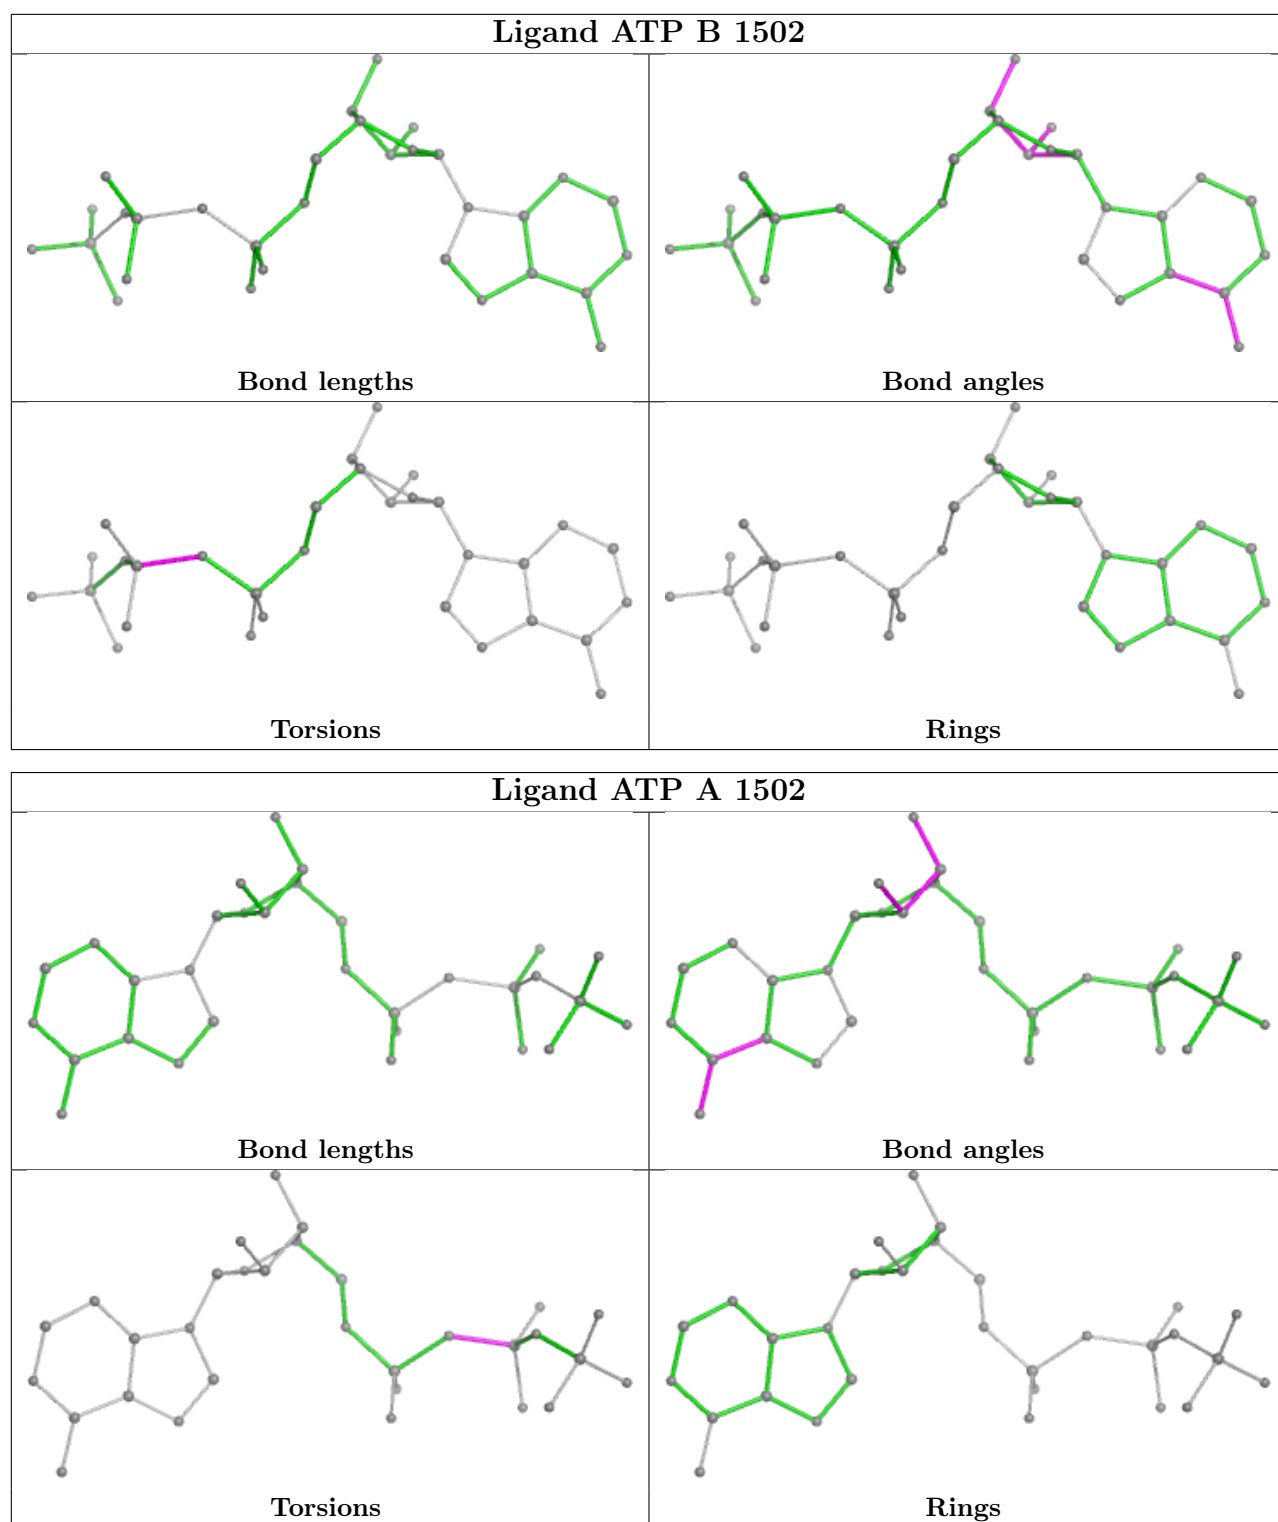 Ligand ATP B 1502
Bond lengths
Bond angles
Torsions
Rings
Ligand ATP A 1502
Bond lengths
Bond angles
Torsions
Rings